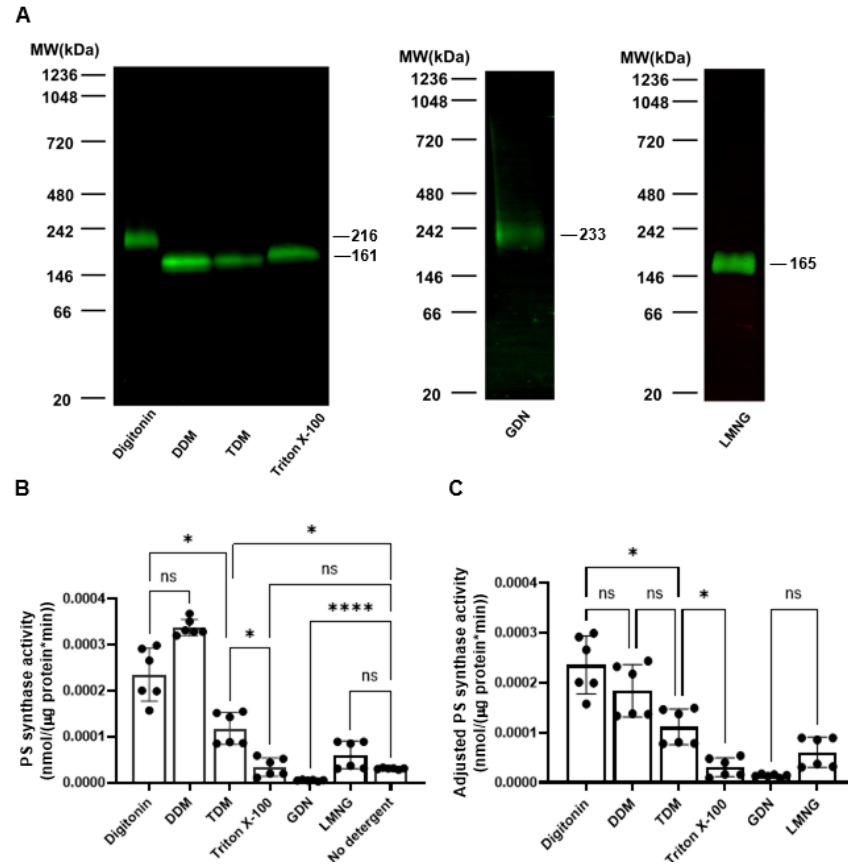 A
MW(kDa)
1236
1048
720
480
242
146
66
20
216
161
Digitonin
DDM
TDM
Triton X-100
MW(kDa)
1236
1048
720
480
242
146
66
20
233
GDN
MW(kDa)
1236
1048
720
480
242
146
66
20
165
LMNG
B
PS synthase activity
(nmol/(μg protein*min))
0.0004
0.0003
0.0002
0.0001
0.0000
*
*
ns
ns
****
*
ns
Digitonin
DDM
TDM
Triton X-100
GDN
LMNG
No detergent
C
Adjusted PS synthase activity
(nmol/(μg protein*min))
0.0004
0.0003
0.0002
0.0001
0.0000
*
ns
ns
*
ns
Digitonin
DDM
TDM
Triton X-100
GDN
LMNG